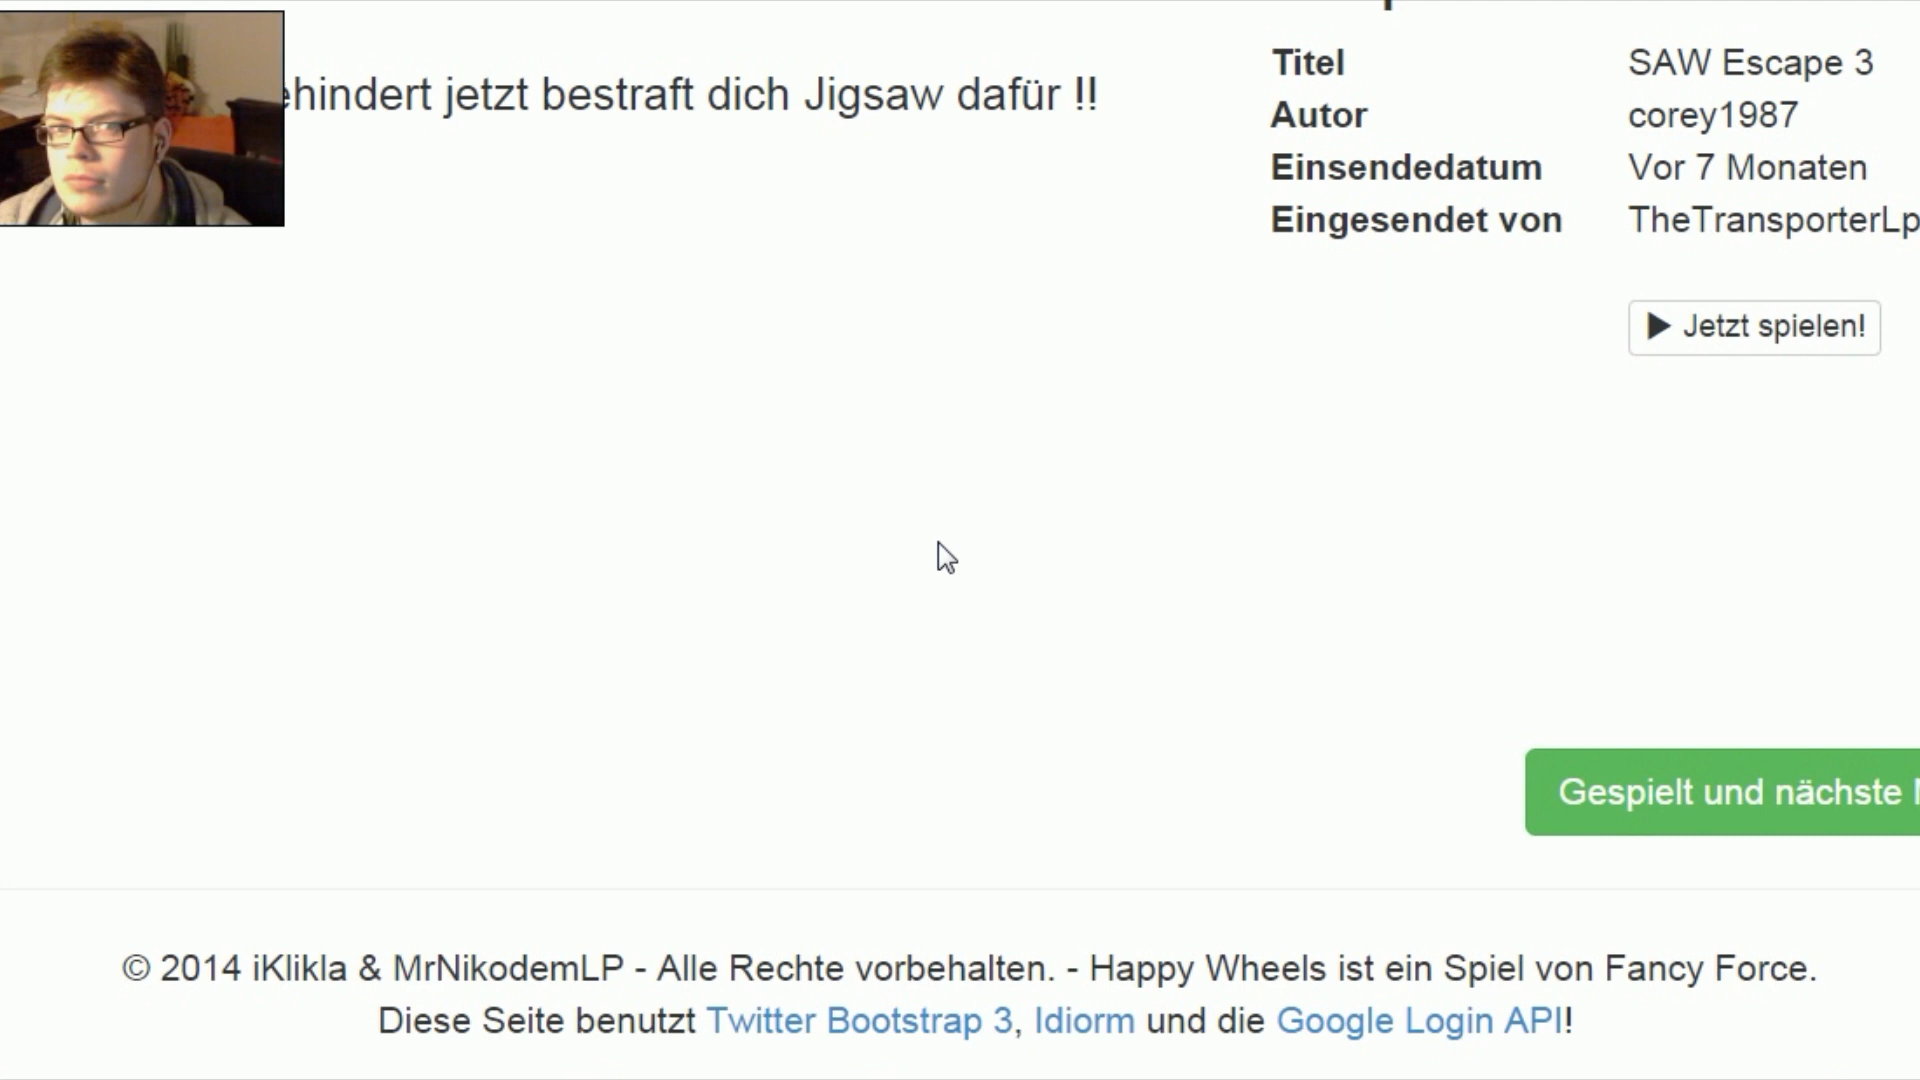 jetzt bestraft dich Jigsaw dafür !!
Titel SAW Escape 3
Autor corey1987
Einsendedatum Vor 7 Monaten
Eingesendet von TheTransporterLp
▶ Jetzt spielen!
Gespielt und nächste
© 2014 iKlikla & MrNikodemLP - Alle Rechte vorbehalten. - Happy Wheels ist ein Spiel von Fancy Force.
Diese Seite benutzt Twitter Bootstrap 3, Idiorm und die Google Login API!